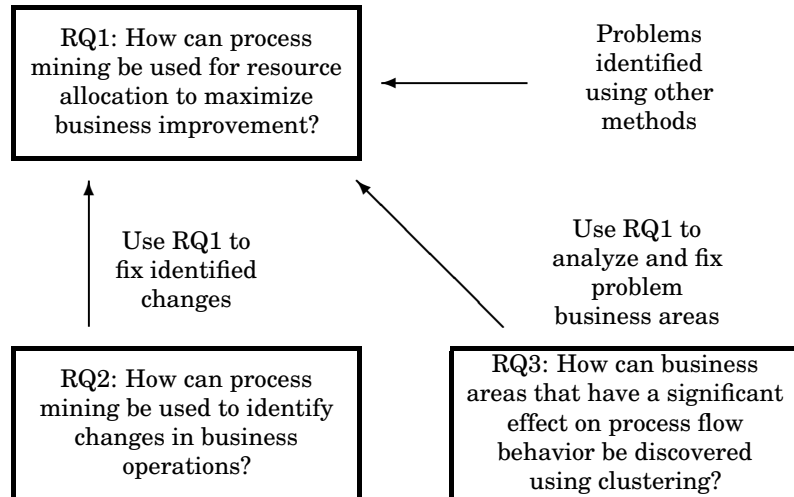 RQ1: How can process
mining be used for resource
allocation to maximize
business improvement?
Problems
identified
using other
methods
Use RQ1 to
fix identified
changes
Use RQ1 to
analyze and fix
problem
business areas
RQ2: How can process
mining be used to identify
changes in business
operations?
RQ3: How can business
areas that have a significant
effect on process flow
behavior be discovered
using clustering?